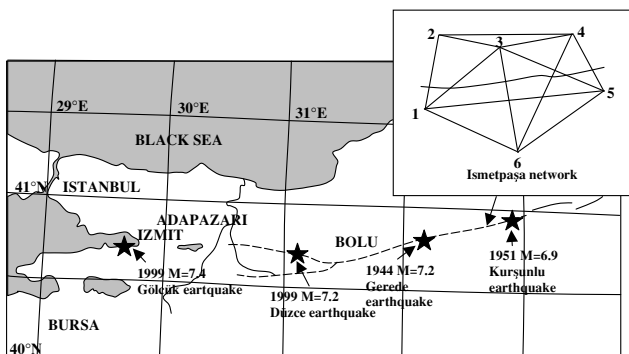 2
4
3
5
1
6
Ismetpaşa network
29°E
30°E
31°E
BLACK SEA
41°N
ISTANBUL
ADAPAZARI
IZMIT
BOLU
1999 M=7.4
Gölcük eartquake
1999 M=7.2
Düzce earthquake
1944 M=7.2
Gerede
earthquake
1951 M=6.9
Kurşunlu
earthquake
BURSA
40°N